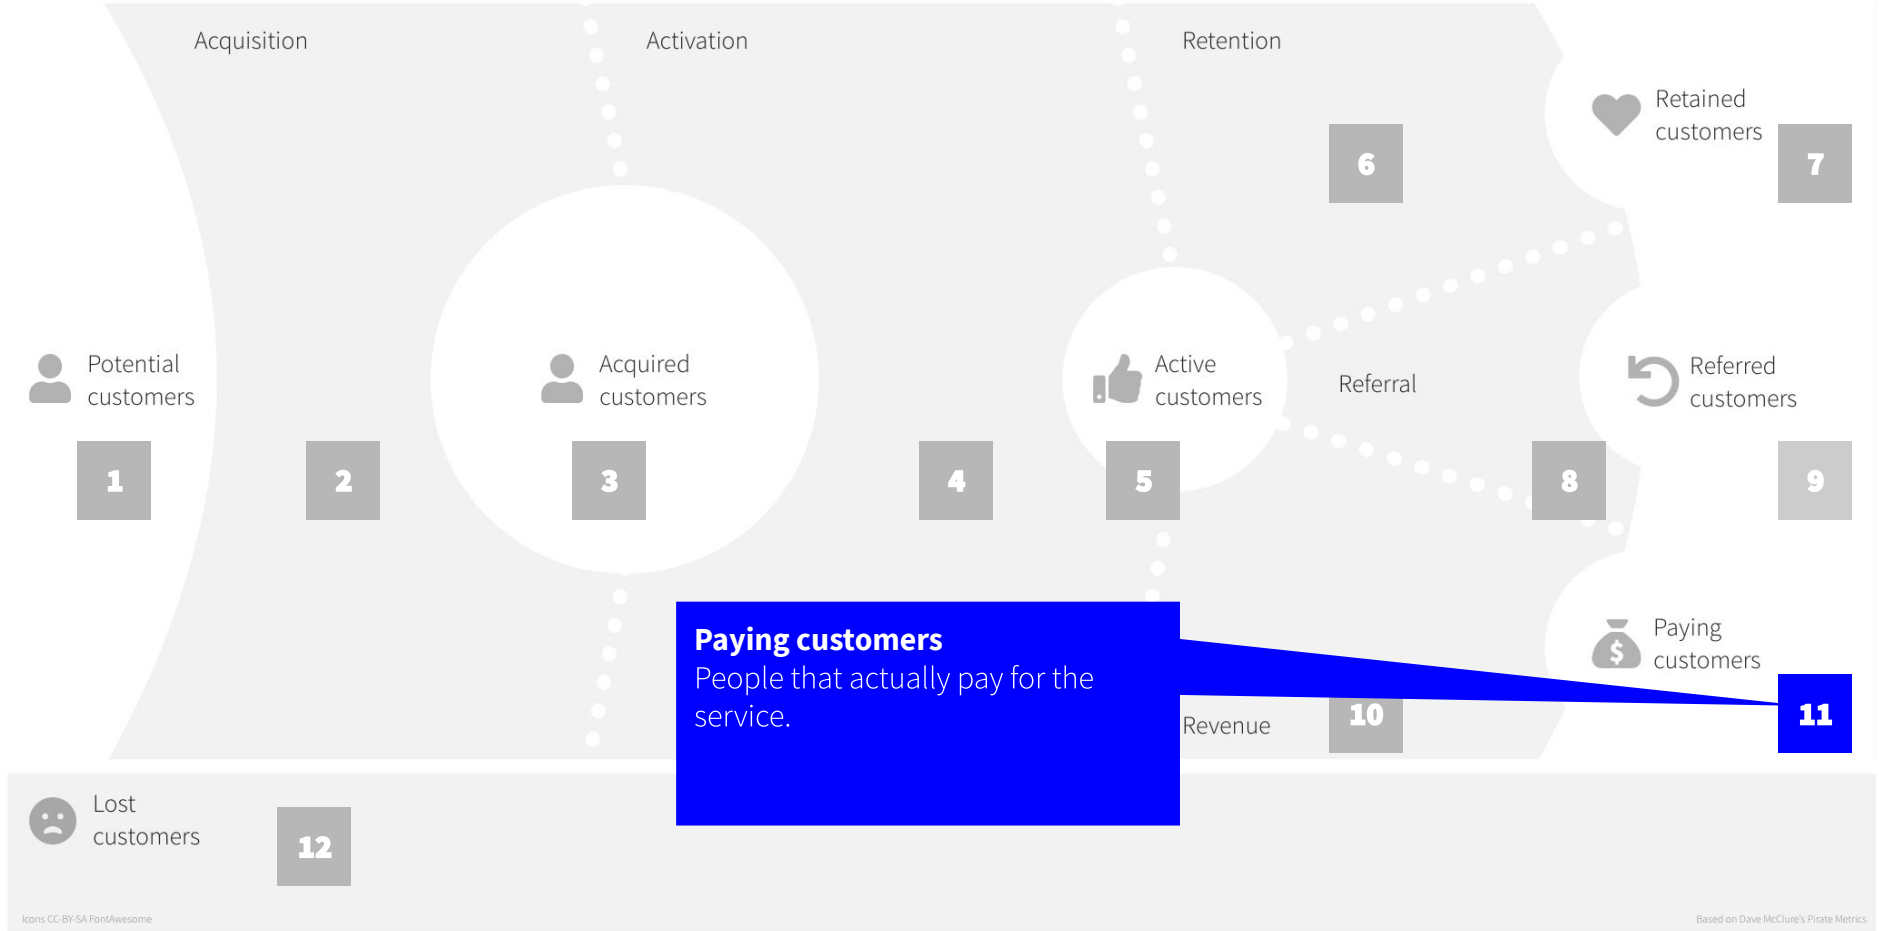 Acquisition
Activation
Retention
Retained
customers
6
7
Potential
customers
Acquired
customers
Active
customers
Referral
Referred
customers
1
2
3
4
5
8
9
Paying customers
People that actually pay for the
service.
Paying
customers
Revenue
10
11
Lost
customers
12
Icons CC-BY-SA FontAwesome
Based on Dave McClure's Pirate Metrics